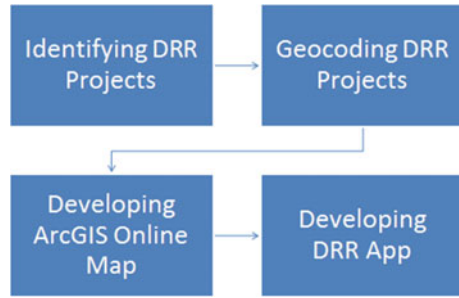 Identifying DRR
Projects
Geocoding DRR
Projects
Developing
ArcGIS Online
Map
Developing
DRR App